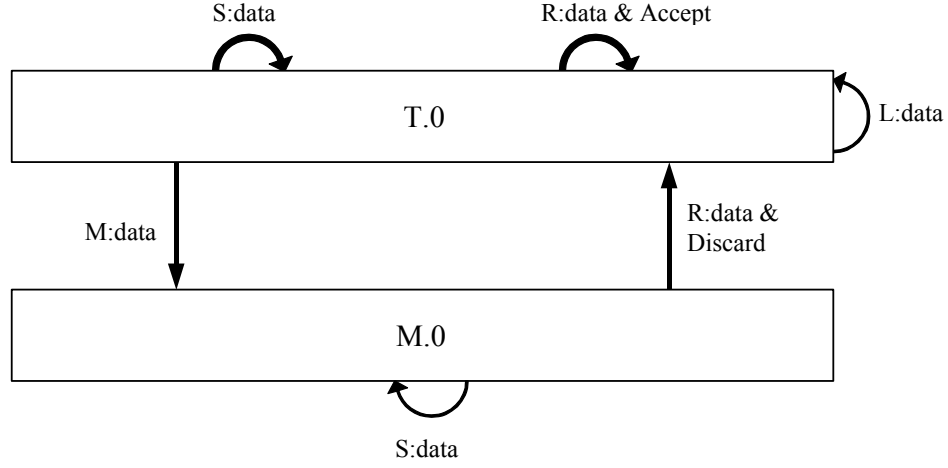 S:data
R:data & Accept
T.0
L:data
M:data
R:data &
Discard
M.0
S:data